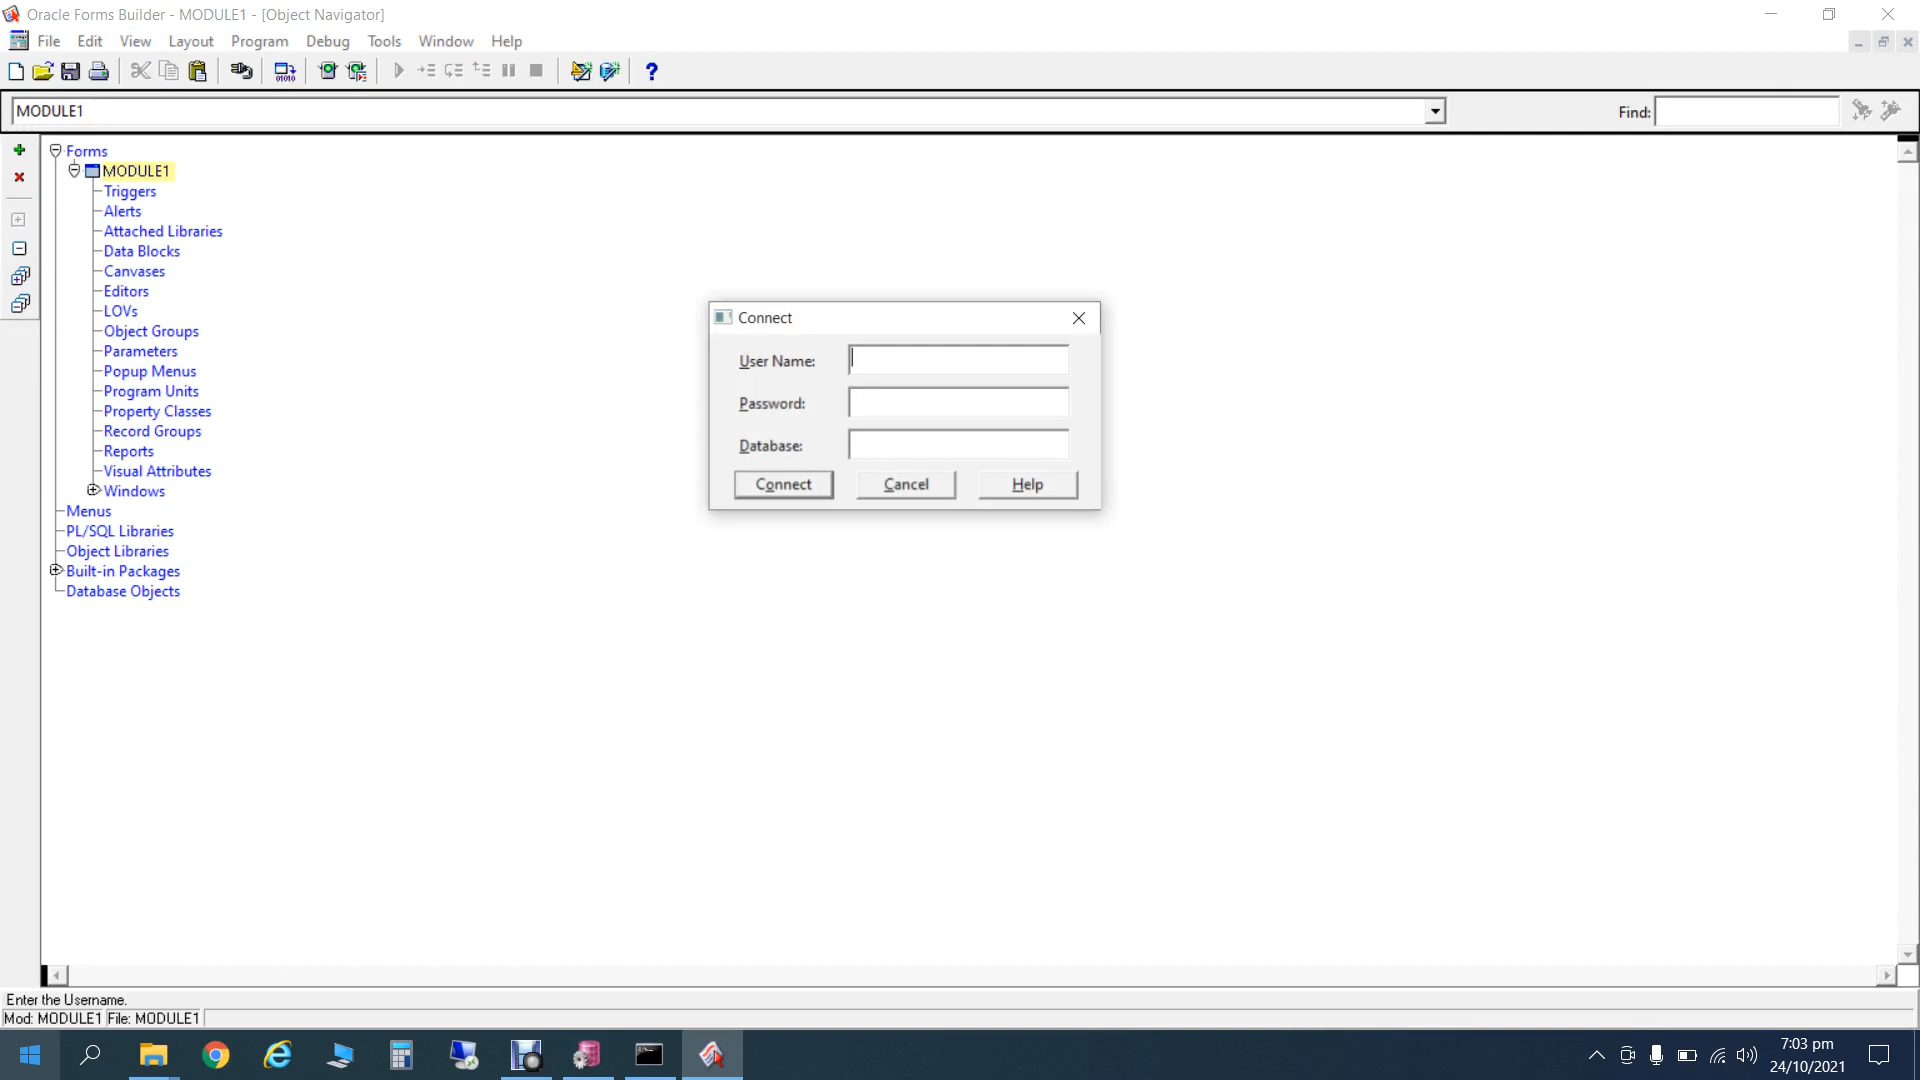 Oracle Forms Builder - MODULE1 - [Object Navigator]
File Edit View Layout Program Debug Tools Window Help
MODULE1
Find:
Forms
MODULE1
Triggers
Alerts
Attached Libraries
Data Blocks
Canvases
Editors
LOVs
Object Groups
Parameters
Popup Menus
Program Units
Property Classes
Record Groups
Reports
Visual Attributes
Windows
Menus
PL/SQL Libraries
Object Libraries
Built-in Packages
Database Objects
Connect
User Name:
Password:
Database:
Connect Cancel Help
Enter the Username.
Mod: MODULE1 File: MODULE1
7:03 pm
24/10/2021